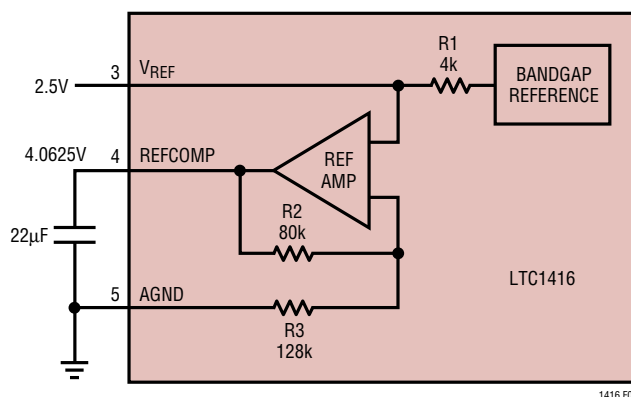 R1
4k
BANDGAP
REFERENCE
3
VREF
2.5V
4.0625V
4
REFCOMP
REF
AMP
R2
80k
22µF
LTC1416
5
AGND
R3
128k